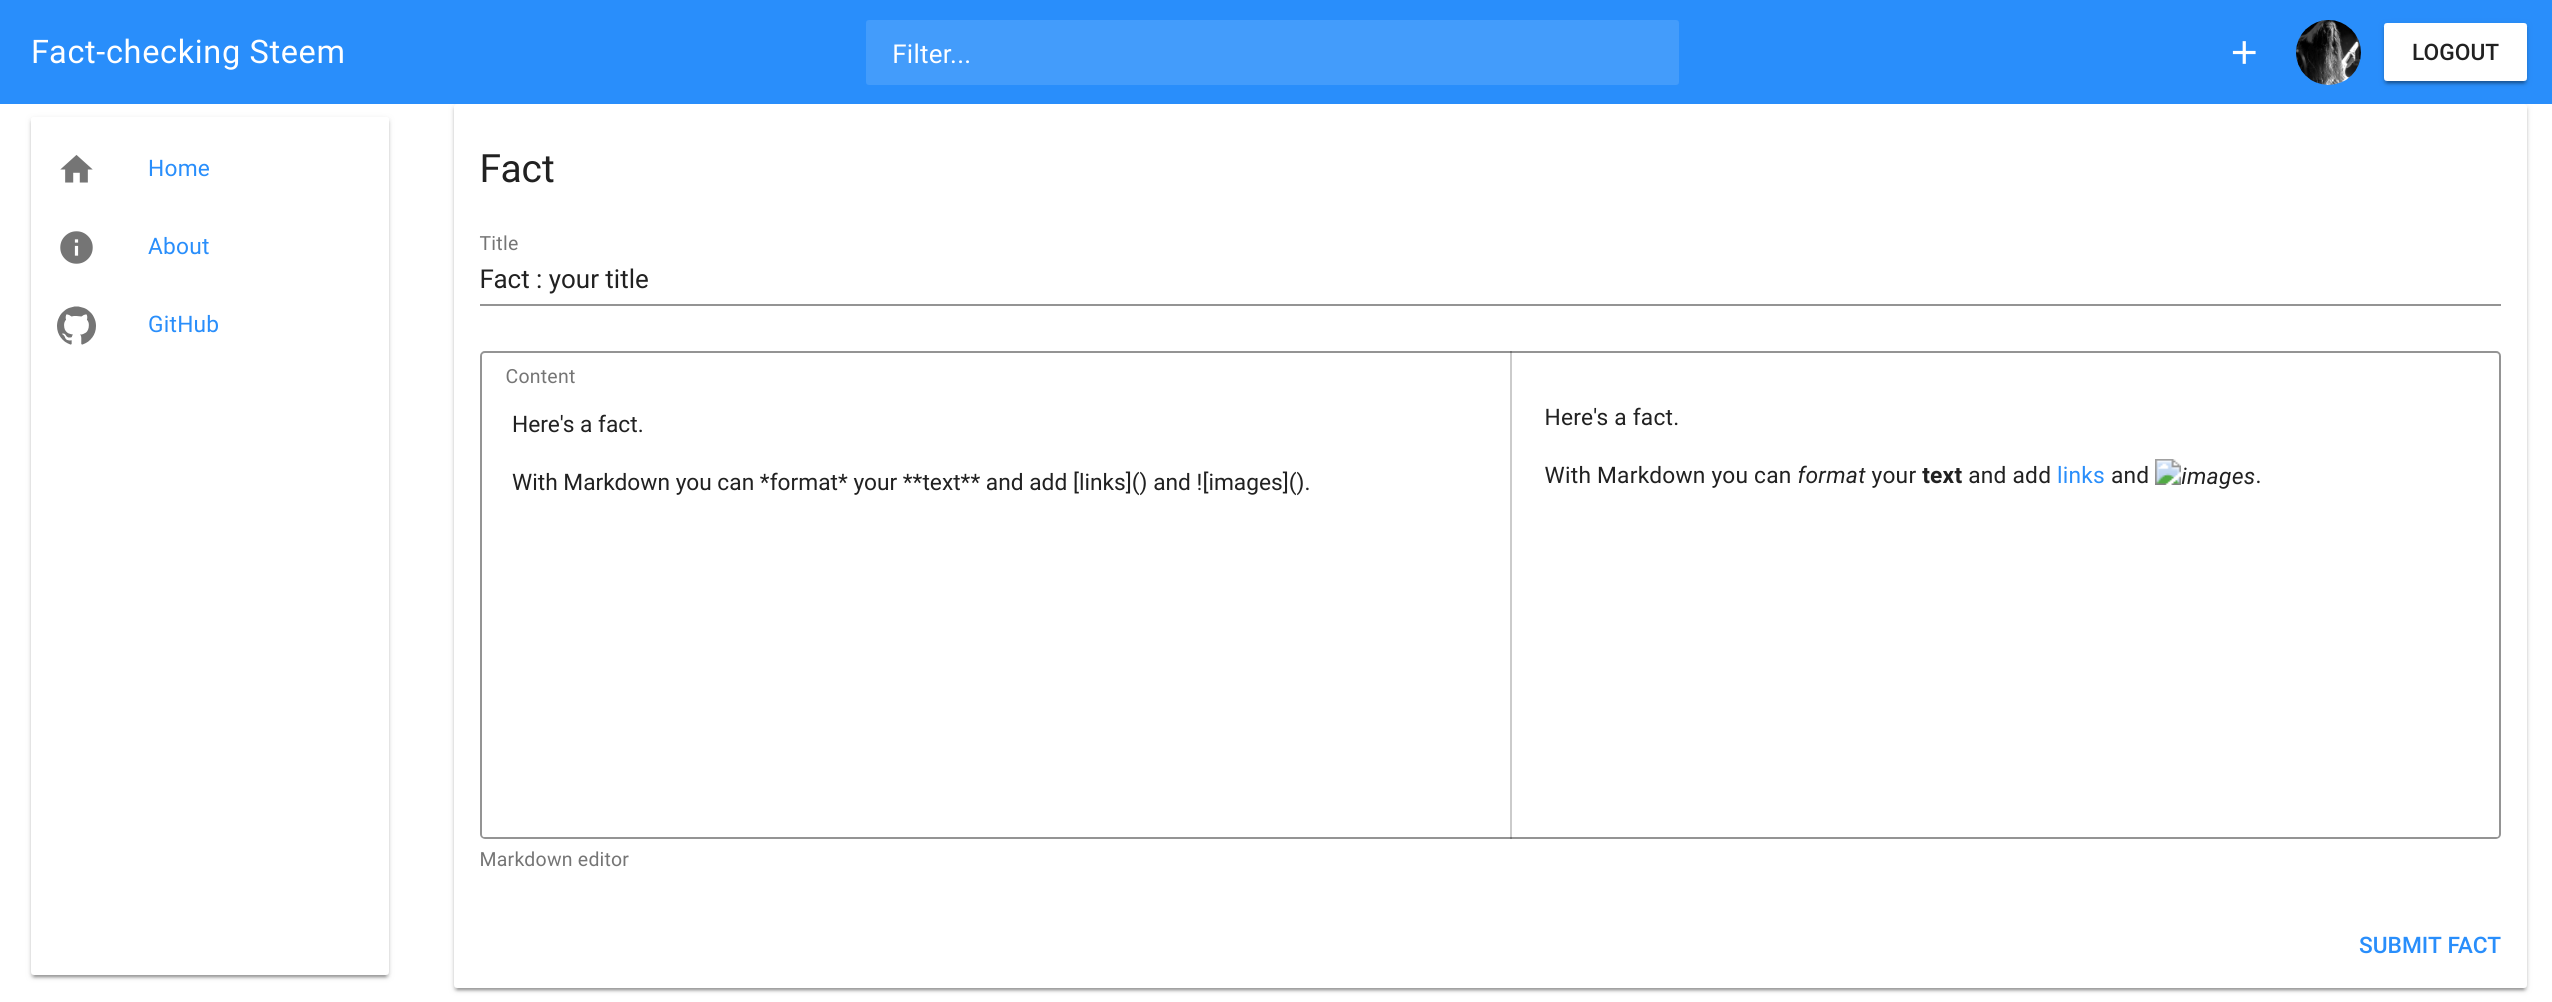 Fact-checking Steem
Filter...
LOGOUT
Home
About
GitHub
Fact
Title
Fact : your title
Content
Here's a fact.
With Markdown you can *format* your **text** and add [links]() and ![images]().
Here's a fact.
With Markdown you can format your text and add links and images.
Markdown editor
SUBMIT FACT